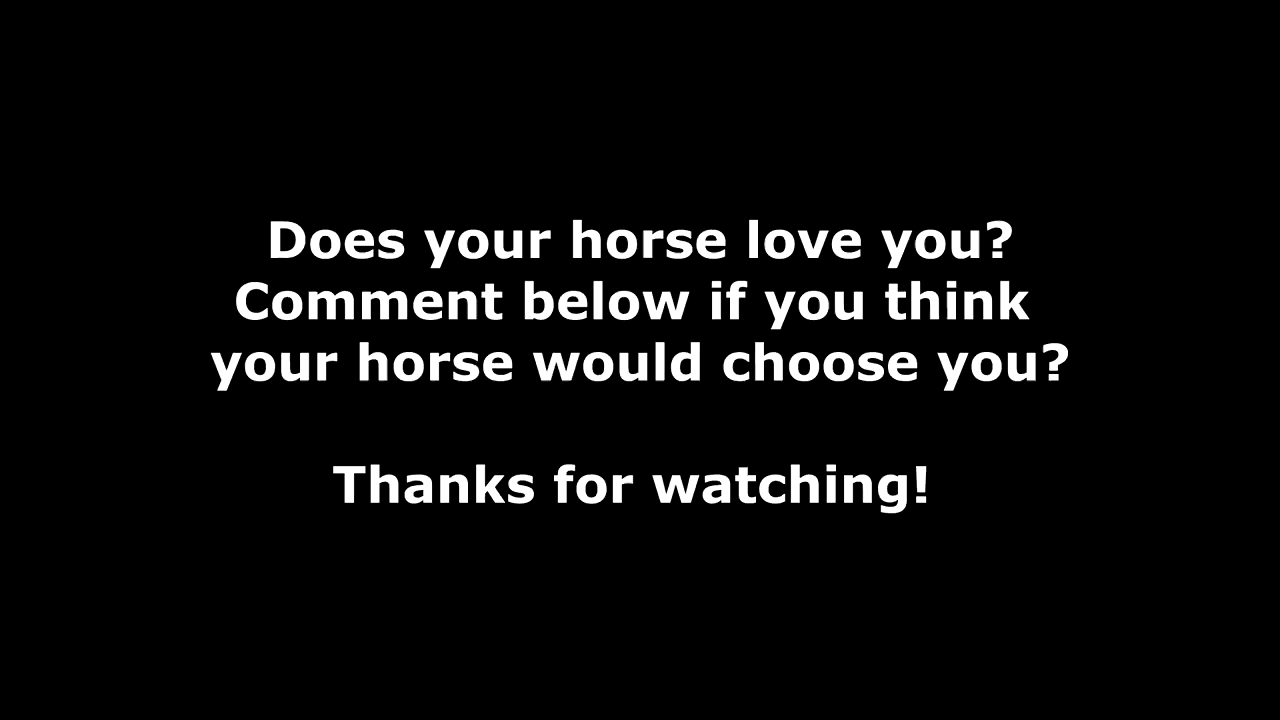 Does your horse love you?
Comment below if you think
your horse would choose you?
Thanks for watching!